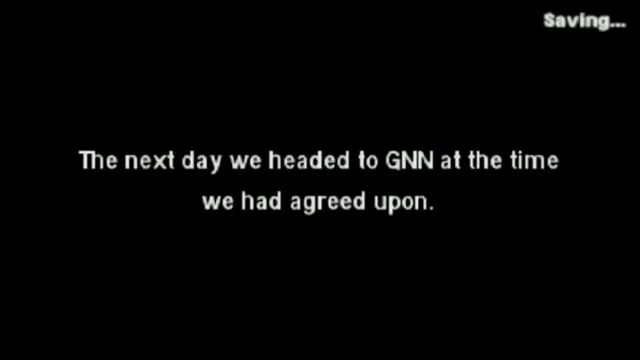 Saving...
The next day we headed to GNN at the time
we had agreed upon.